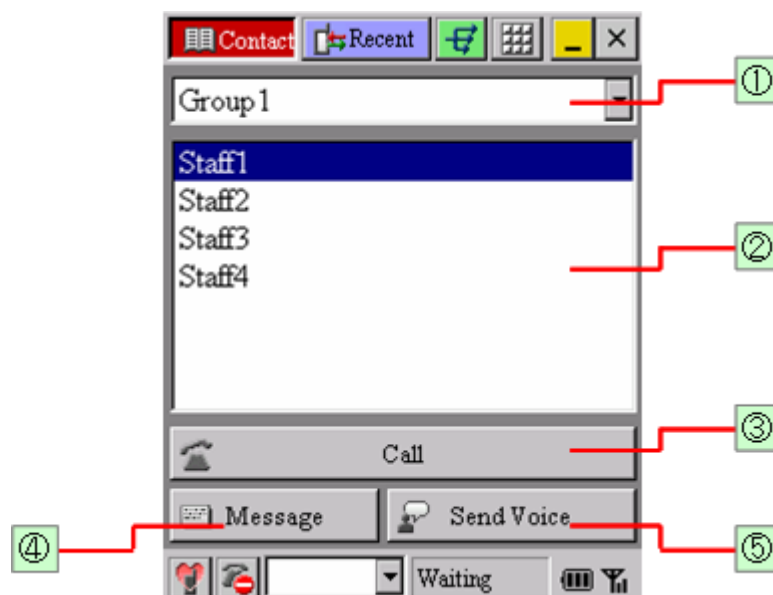 Contact Recent
Group1
①
Staff1
Staff2
②
Staff3
Staff4
③
Call
Message Send Voice
④
⑤
Waiting